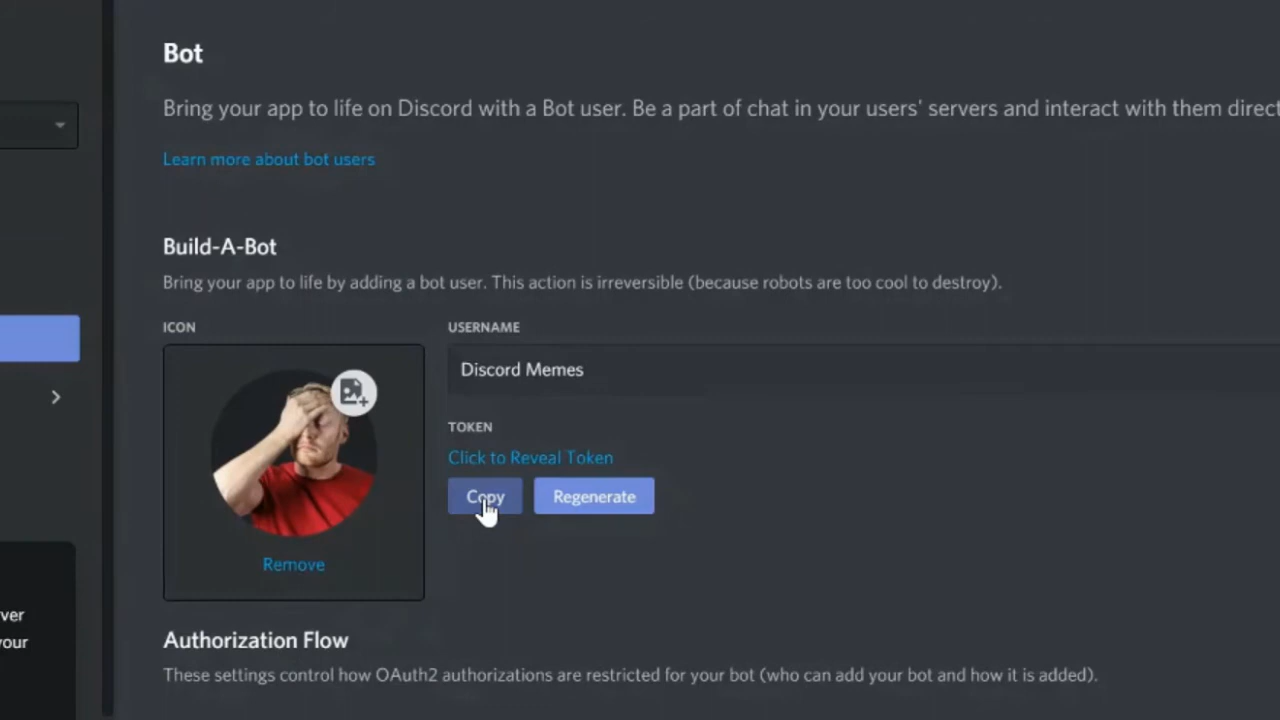 Bot
Bring your app to life on Discord with a Bot user. Be a part of chat in your users' servers and interact with them direct
Learn more about bot users
Build-A-Bot
Bring your app to life by adding a bot user. This action is irreversible (because robots are too cool to destroy).
ICON
USERNAME
Discord Memes
TOKEN
Click to Reveal Token
Copy Regenerate
Remove
ver
your
Authorization Flow
These settings control how OAuth2 authorizations are restricted for your bot (who can add your bot and how it is added).